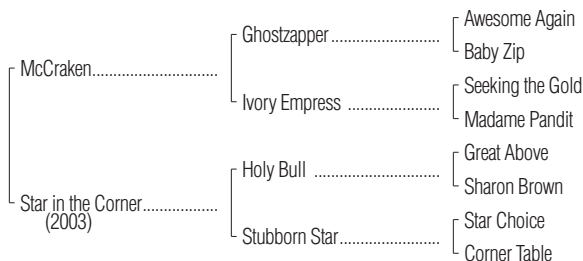 Awesome Again
Ghostzapper
Baby Zip
McCraken
Seeking the Gold
Ivory Empress
Madame Pandit
Great Above
Holy Bull
Sharon Brown
Star in the Corner
(2003)
Star Choice
Stubborn Star
Corner Table